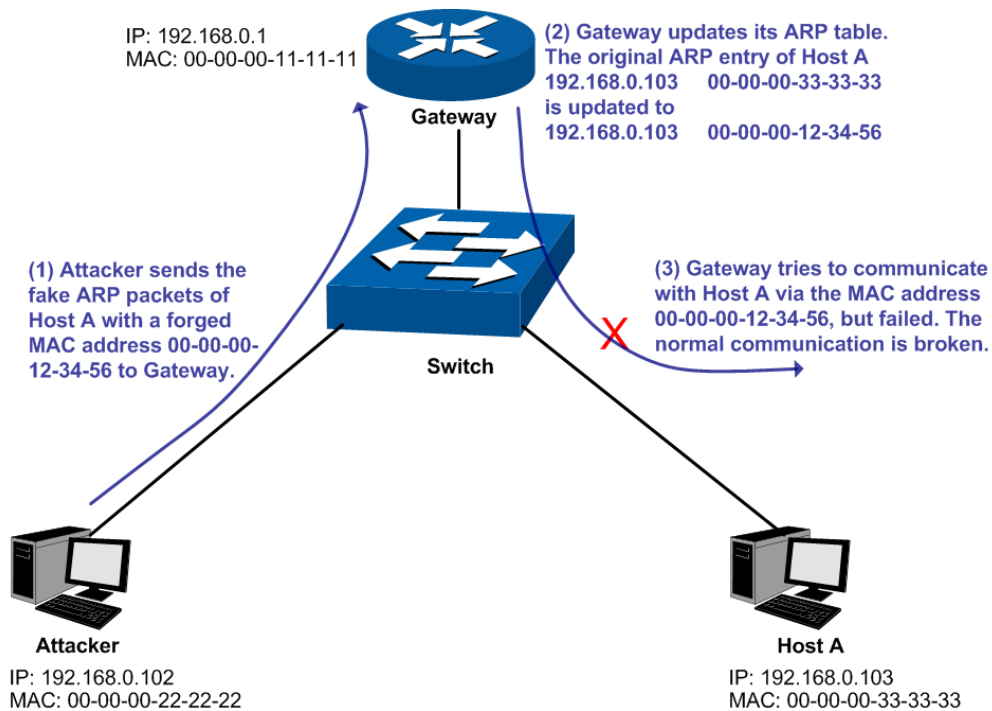 IP: 192.168.0.1
MAC: 00-00-00-11-11-11
Gateway
(2) Gateway updates its ARP table.
The original ARP entry of Host A
192.168.0.103 00-00-00-33-33-33
is updated to
192.168.0.103 00-00-00-12-34-56
(1) Attacker sends the
fake ARP packets of
Host A with a forged
MAC address 00-00-00-
12-34-56 to Gateway.
Switch
(3) Gateway tries to communicate
with Host A via the MAC address
00-00-00-12-34-56, but failed. The
normal communication is broken.
Attacker
IP: 192.168.0.102
MAC: 00-00-00-22-22-22
Host A
IP: 192.168.0.103
MAC: 00-00-00-33-33-33